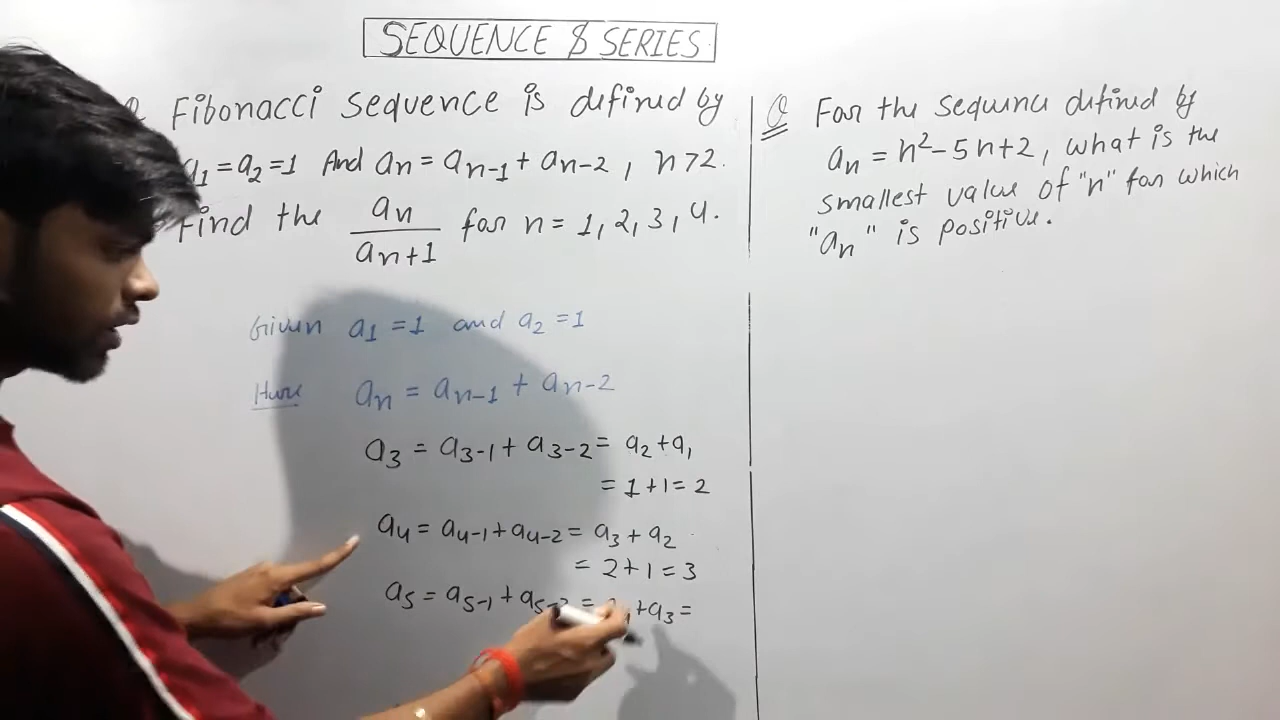 SEQUENCE & SERIES
Fibonacci sequence is defined by
a₁ = a₂ = 1 And aₙ = aₙ₋₁ + aₙ₋₂ , n > 2.
Find the aₙ / aₙ+1 for n = 1, 2, 3, 4.
Given a₁ = 1 and a₂ = 1
Here aₙ = aₙ₋₁ + aₙ₋₂
a₃ = a₃₋₁ + a₃₋₂ = a₂ + a₁
= 1 + 1 = 2
a₄ = a₄₋₁ + a₄₋₂ = a₃ + a₂
= 2 + 1 = 3
a₅ = a₅₋₁ + a₅ = + a₃ =
Q For the sequence defined by
aₙ = n² - 5n + 2, what is the
smallest value of "n" for which
"aₙ" is positive.